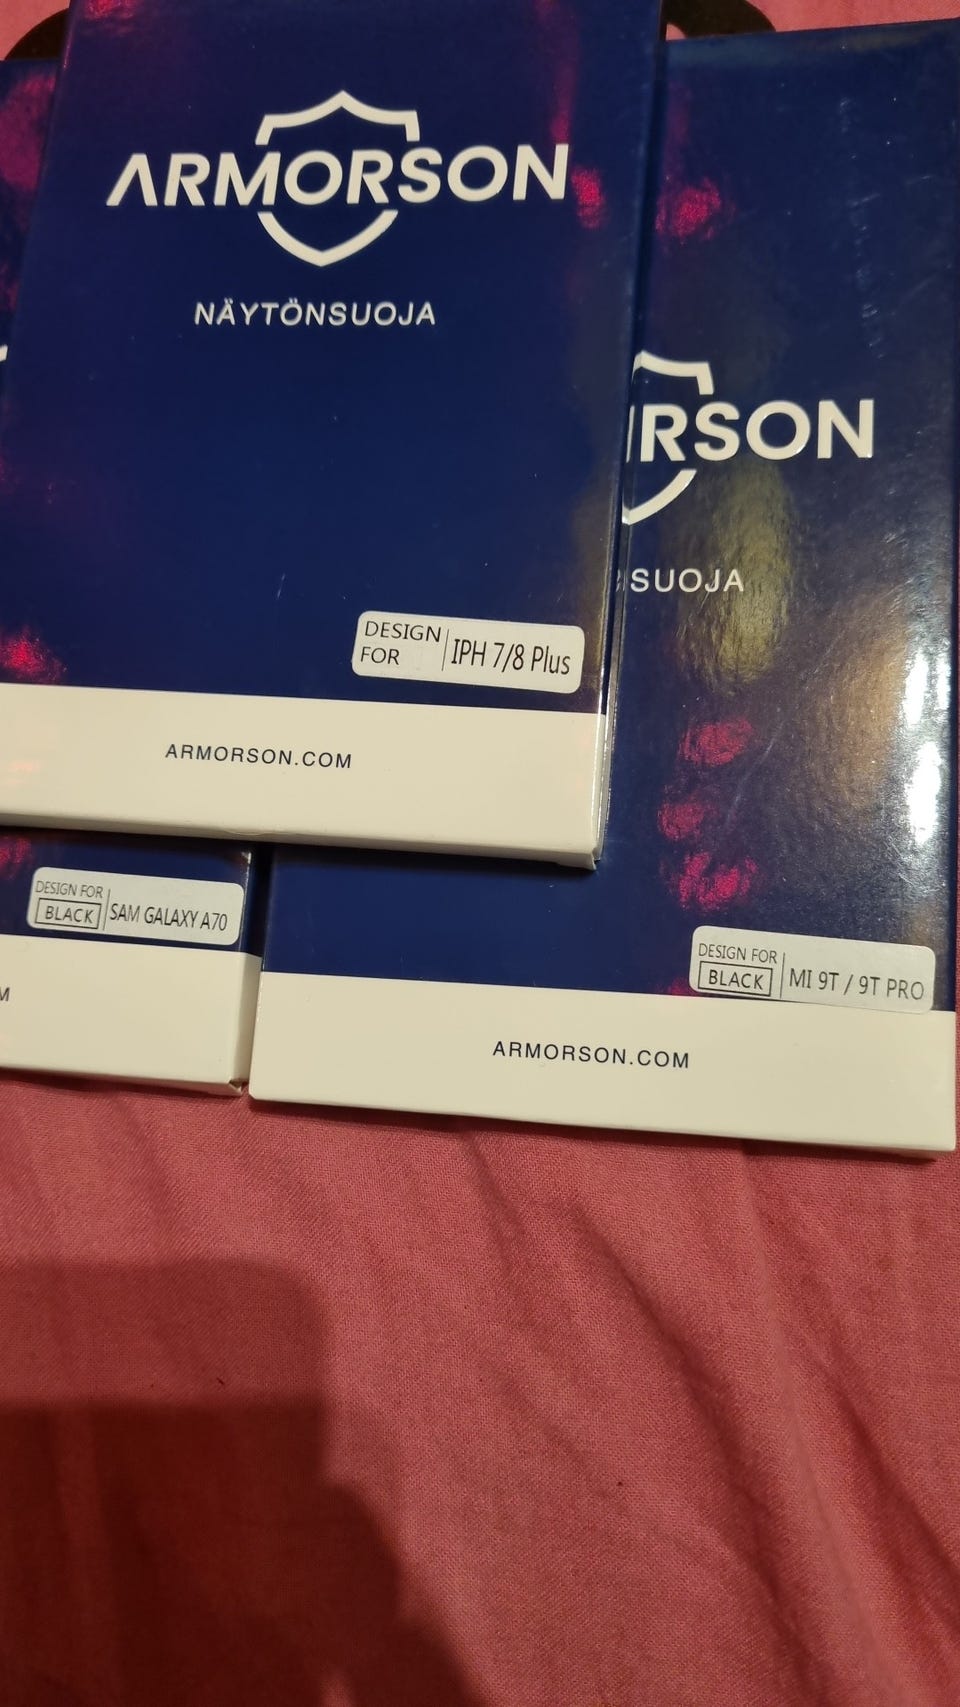 ARMORSON
NÄYTÖNSUOJA
DESIGN FOR IPH 7/8 Plus
ARMORSON.COM
RSON
SUOJA
DESIGN FOR
BLACK SAM GALAXY A70
M
DESIGN FOR
BLACK MI 9T / 9T PRO
ARMORSON.COM